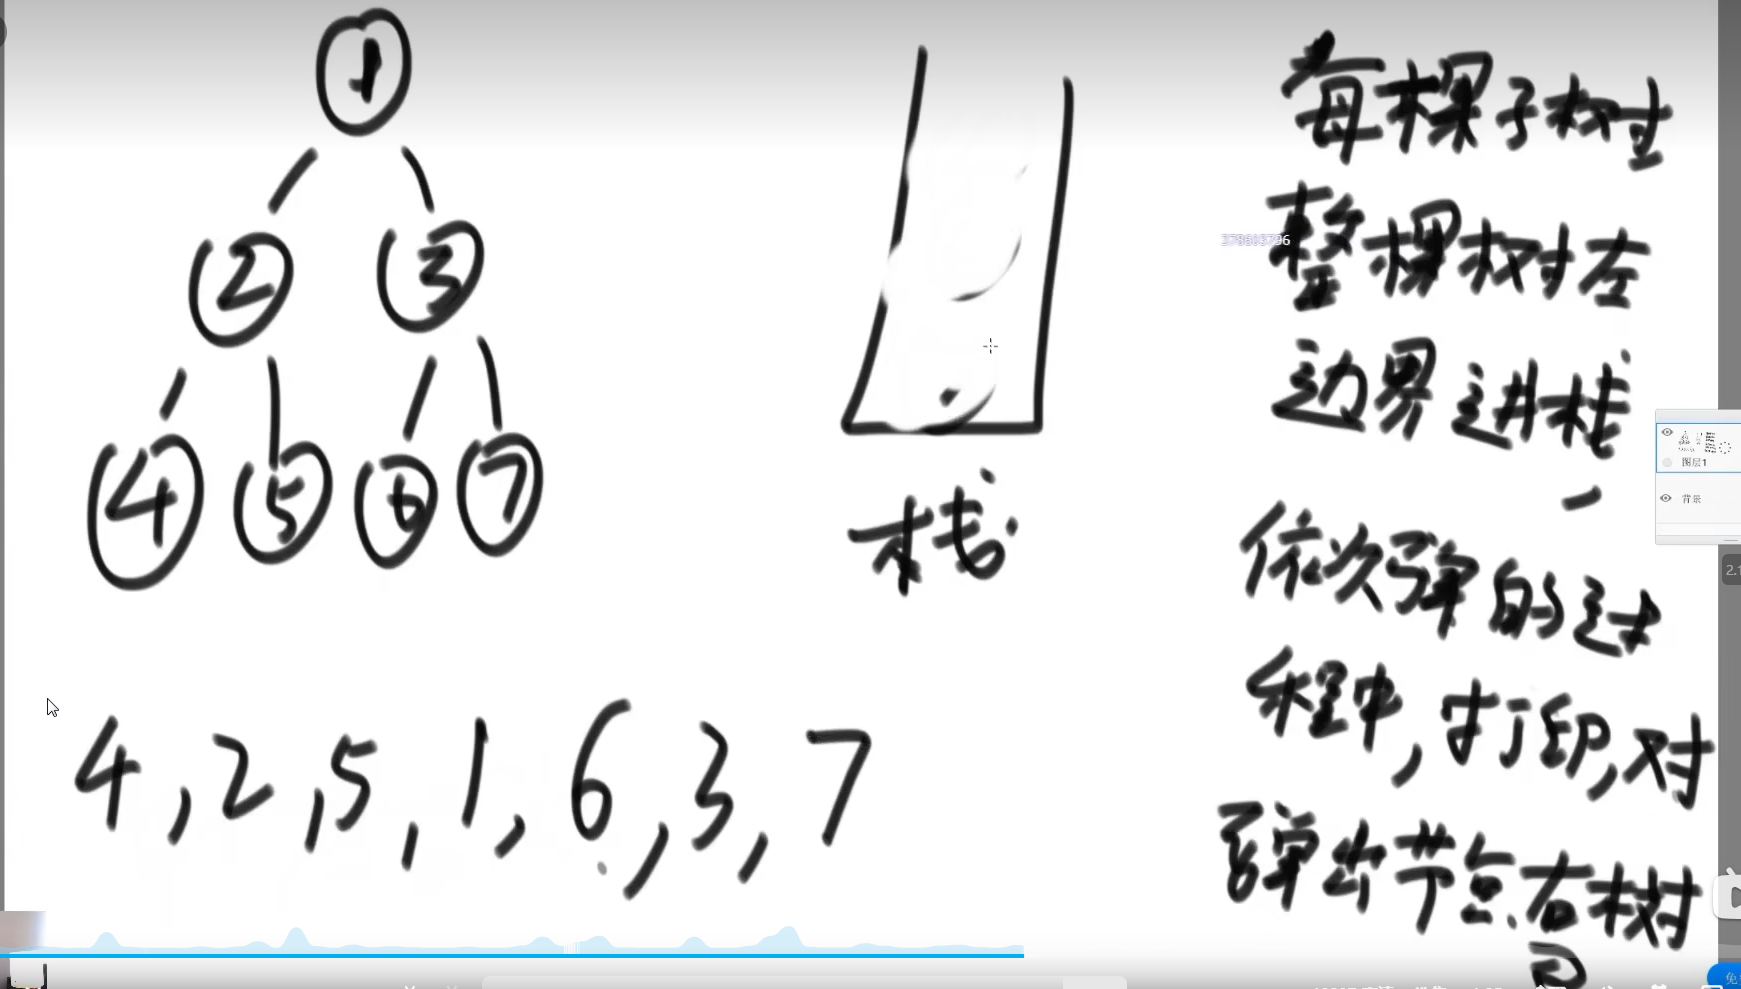 1
2 3
4 5 6 7
栈
4,2,5,1,6,3,7
每棵子树
整棵树左
边界进栈
依次弹的过
程中,打印,对
弹出节点右树
图层1
背景